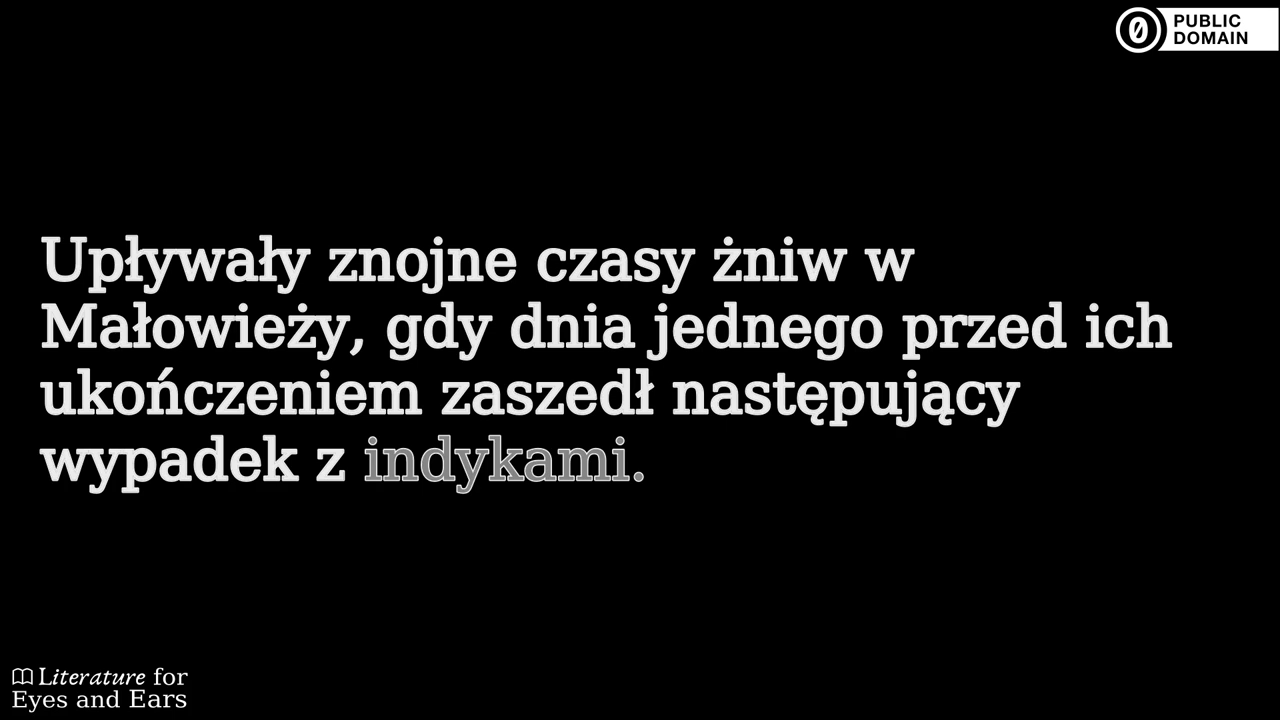 PUBLIC
DOMAIN
Upływały znojne czasy żniw w
Małowieży, gdy dnia jednego przed ich
ukończeniem zaszedł następujący
wypadek z indykami.
Literature for
Eyes and Ears